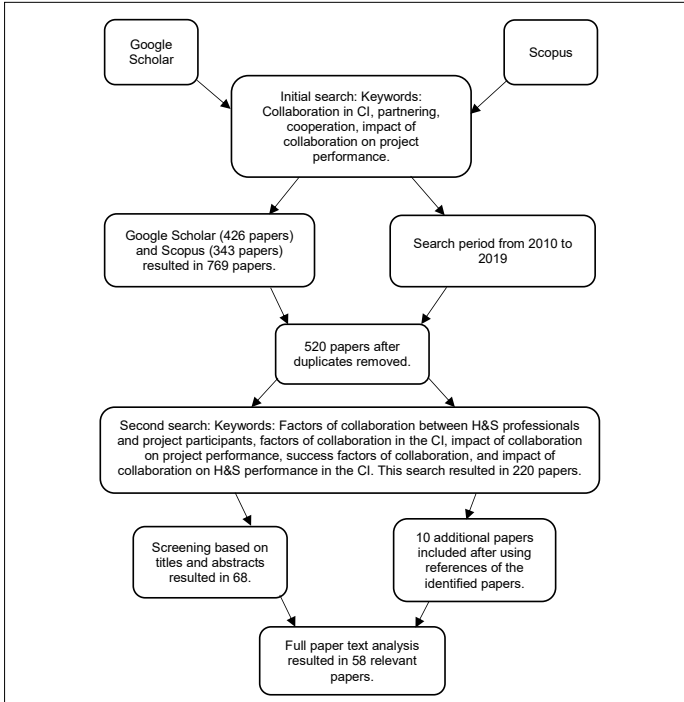 Google
Scholar
Scopus
Initial search: Keywords:
Collaboration in CI, partnering,
cooperation, impact of
collaboration on project
performance.
Google Scholar (426 papers)
and Scopus (343 papers)
resulted in 769 papers.
Search period from 2010 to
2019
520 papers after
duplicates removed.
Second search: Keywords: Factors of collaboration between H&S professionals
and project participants, factors of collaboration in the CI, impact of collaboration
on project performance, success factors of collaboration, and impact of
collaboration on H&S performance in the CI. This search resulted in 220 papers.
Screening based on
titles and abstracts
resulted in 68.
10 additional papers
included after using
references of the
identified papers.
Full paper text analysis
resulted in 58 relevant
papers.